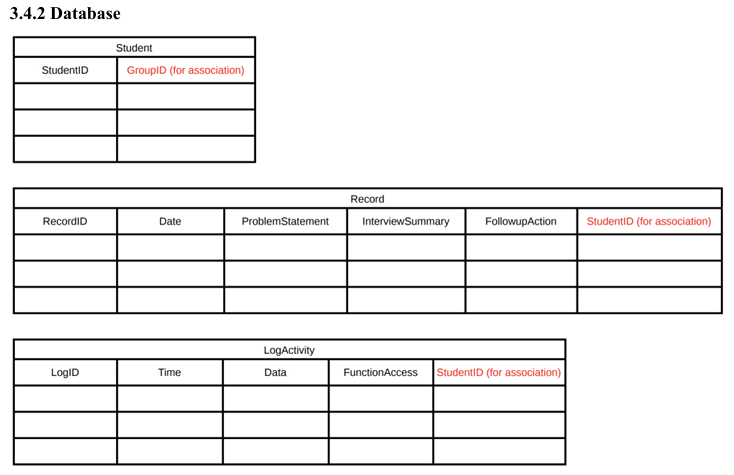 3.4.2 Database
Student
StudentID GroupID (for association)
Record
RecordID Date ProblemStatement InterviewSummary FollowupAction StudentID (for association)
LogActivity
LogID Time Data FunctionAccess StudentID (for association)